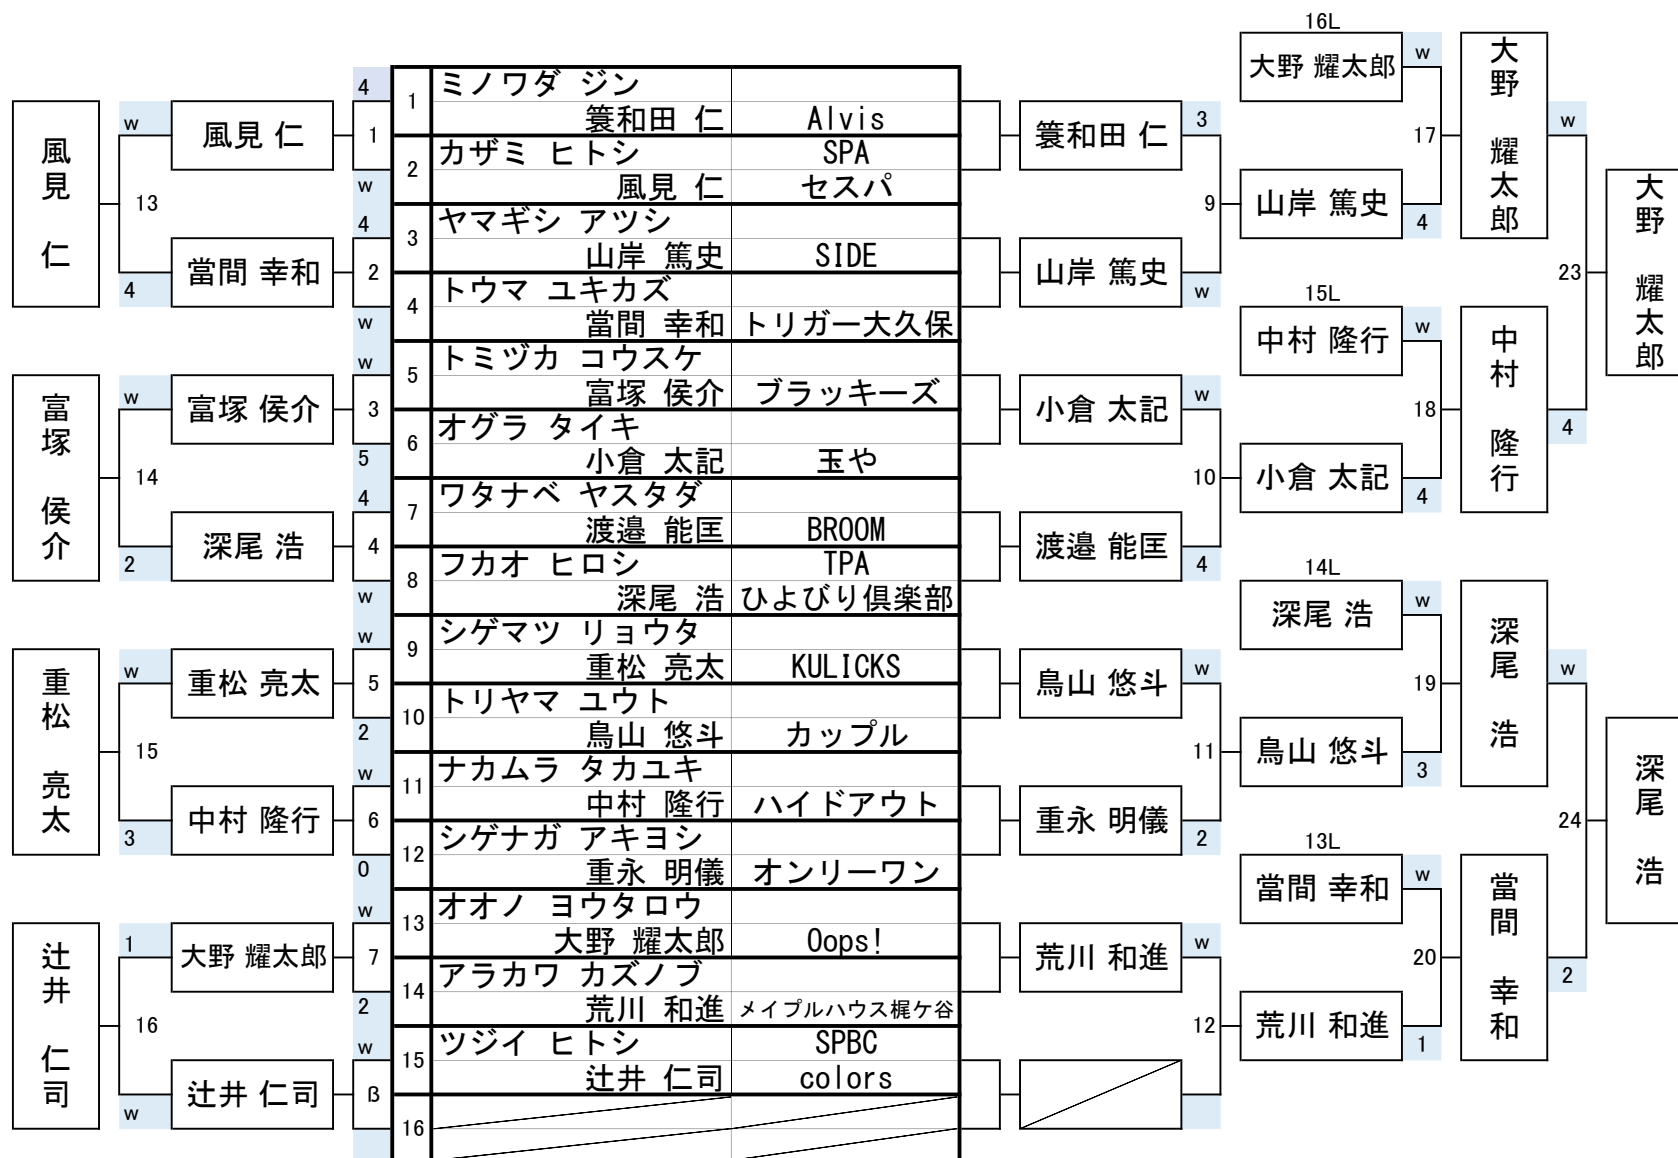 16L
大野 耀太郎 w 大野 耀太郎
4 1 ミノワダ ジン
簑和田 仁 Alvis
風見 仁 w 風見 仁 1 簑和田 仁 3 17 w
2 カザミ ヒトシ SPA
w 風見 仁 セスパ
13 9 山岸 篤史 4 大野 耀太郎
4 3 ヤマギシ アツシ
山岸 篤史 SIDE
4 當間 幸和 2 山岸 篤史 w 23
4 トウマ ユキカズ
w 當間 幸和 トリガー大久保
15L
中村 隆行 w 中村 隆行
w 5 トミヅカ コウスケ
富塚 侯介 ブラッキーズ
富塚 侯介 w 富塚 侯介 3 小倉 太記 w 18 4
6 オグラ タイキ
5 小倉 太記 玉や
14 10 小倉 太記 4
4 7 ワタナベ ヤスタダ
渡邉 能匡 BROOM
2 深尾 浩 4 渡邉 能匡 4
8 フカオ ヒロシ TPA
w 深尾 浩 ひよびり倶楽部
14L
深尾 浩 w 深尾 浩
w 9 シゲマツ リョウタ
重松 亮太 KULICKS
重松 亮太 w 重松 亮太 5 鳥山 悠斗 w 19 w
10 トリヤマ ユウト
2 鳥山 悠斗 カップル
15 11 鳥山 悠斗 3 深尾 浩
w 11 ナカムラ タカユキ
中村 隆行 ハイドアウト
3 中村 隆行 6 重永 明儀 2 24
12 シゲナガ アキヨシ
0 重永 明儀 オンリーワン
13L
當間 幸和 w 當間 幸和
w 13 オオノ ヨウタロウ
大野 耀太郎 Oops!
辻井 仁司 1 大野 耀太郎 7 荒川 和進 w 20 2
14 アラカワ カズノブ
2 荒川 和進 メイプルハウス梶ケ谷
16 12 荒川 和進 1
w 15 ツジイ ヒトシ SPBC
辻井 仁司 colors
w 辻井 仁司 ß
16